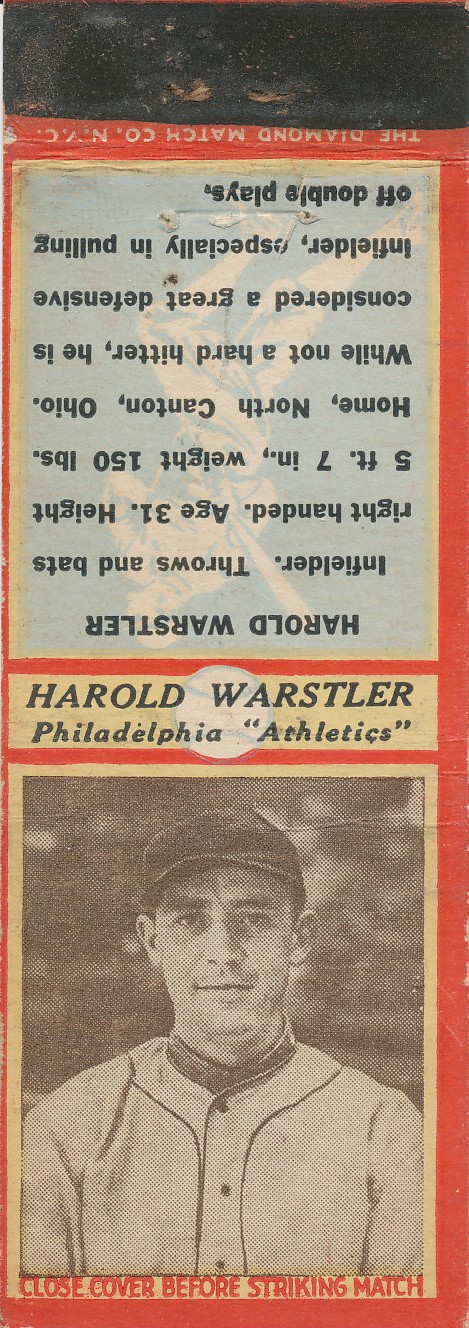 THE DIAMOND MATCH CO. N.Y.C.
HAROLD WARSTLER
Infielder. Throws and bats
right handed. Age 31. Height
5 ft. 7 in., weight 150 lbs.
Home, North Canton, Ohio.
While not a hard hitter, he is
considered a great defensive
infielder, especially in pulling
off double plays.
HAROLD WARSTLER
Philadelphia "Athletics"
CLOSE COVER BEFORE STRIKING MATCH